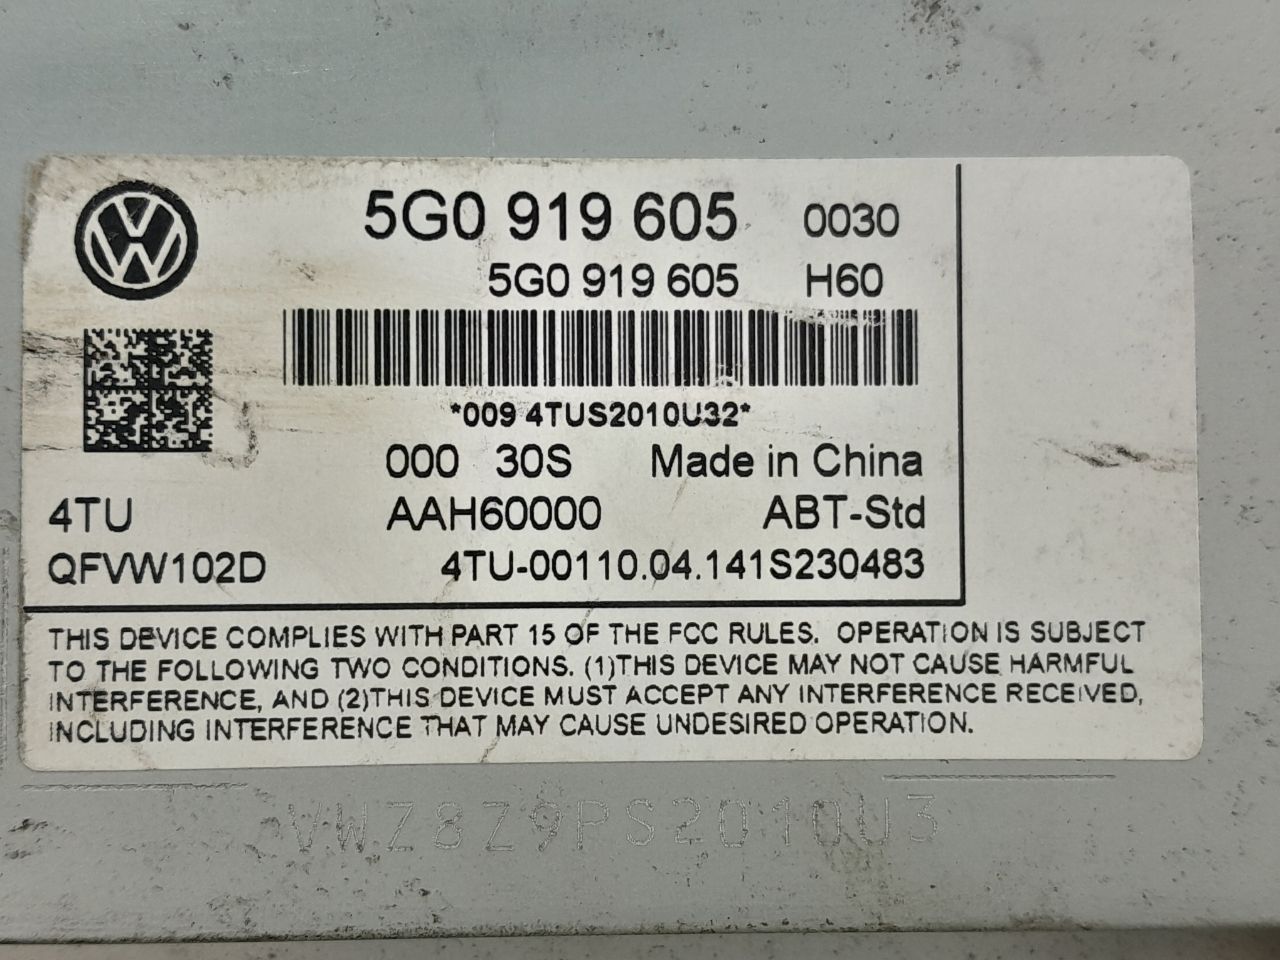 5G0 919 605 0030
5G0 919 605 H60
*009 4TUS2010U32*
000 30S Made in China
4TU AAH60000 ABT-Std
QFVW102D 4TU-00110.04.141S230483
THIS DEVICE COMPLIES WITH PART 15 OF THE FCC RULES. OPERATION IS SUBJECT
TO THE FOLLOWING TWO CONDITIONS. (1)THIS DEVICE MAY NOT CAUSE HARMFUL
INTERFERENCE, AND (2)THIS DEVICE MUST ACCEPT ANY INTERFERENCE RECEIVED,
INCLUDING INTERFERENCE THAT MAY CAUSE UNDESIRED OPERATION.
VWZ8Z9PS2010U3